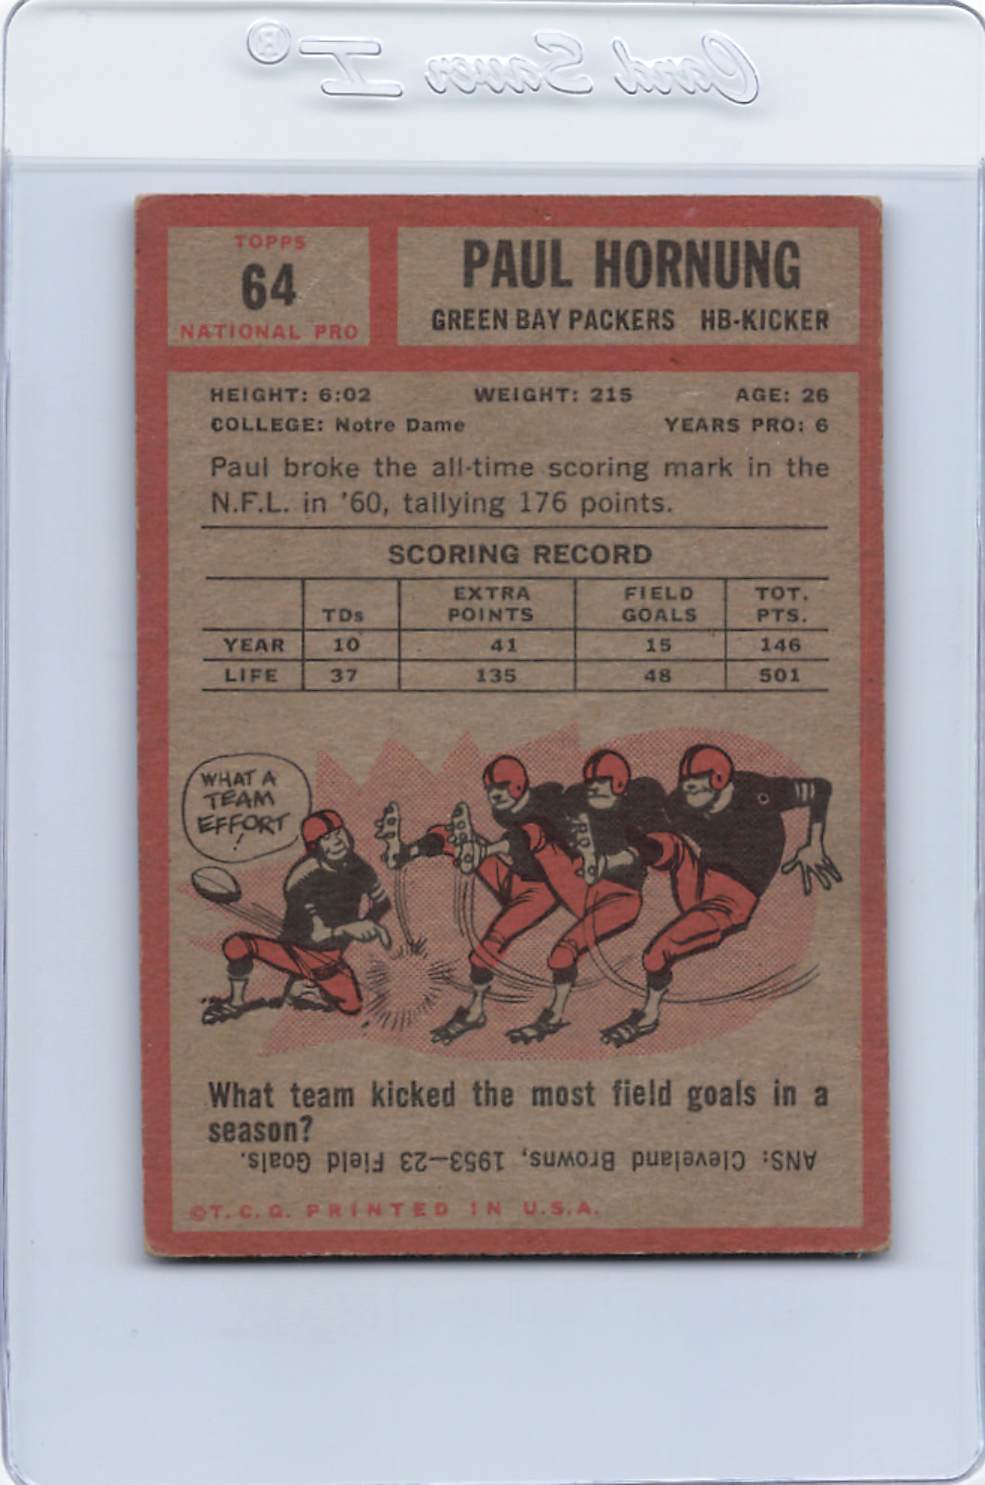 Card Saver I®
TOPPS
64
NATIONAL PRO
PAUL HORNUNG
GREEN BAY PACKERS HB-KICKER
HEIGHT: 6:02 WEIGHT: 215 AGE: 26
COLLEGE: Notre Dame YEARS PRO: 6
Paul broke the all-time scoring mark in the
N.F.L. in '60, tallying 176 points.
SCORING RECORD
TDs EXTRA POINTS FIELD GOALS TOT. PTS.
YEAR 10 41 15 146
LIFE 37 135 48 501
WHAT A
TEAM
EFFORT
!
What team kicked the most field goals in a
season?
ANS: Cleveland Browns, 1953—23 Field Goals.
©T.C.G. PRINTED IN U.S.A.